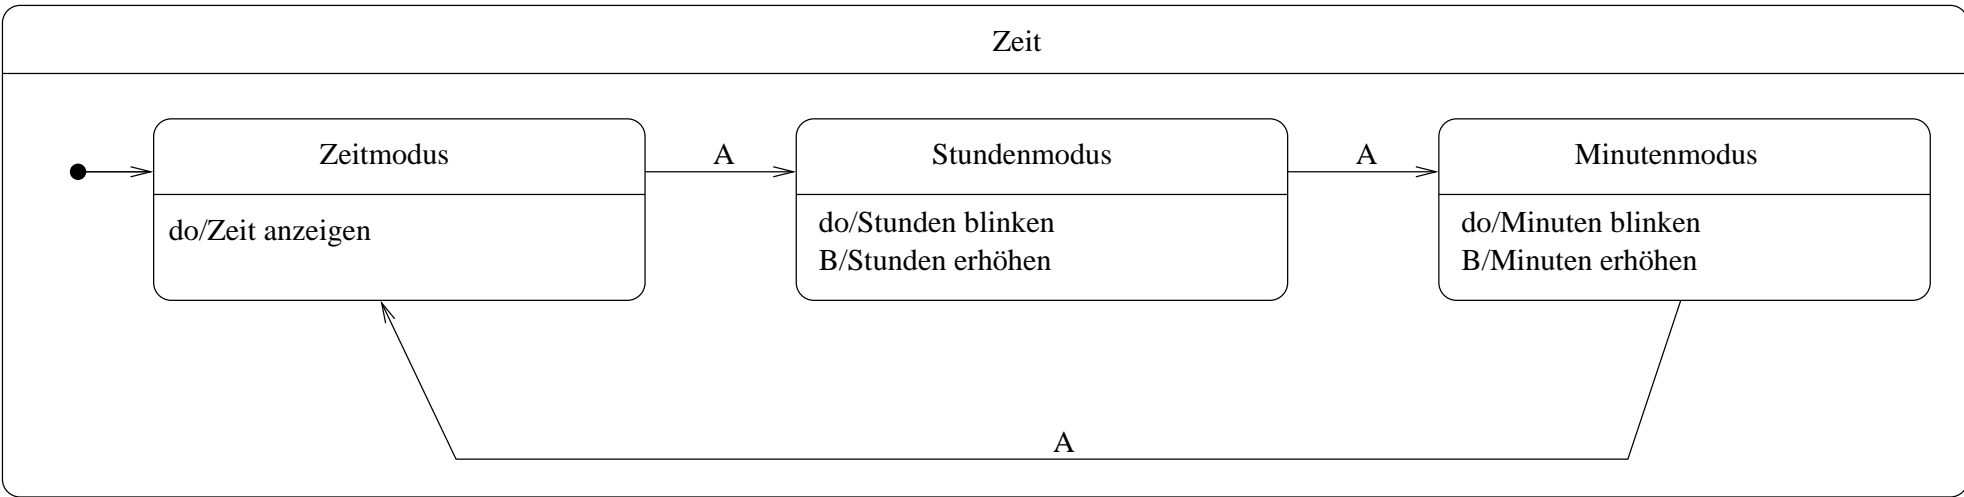 Zeit
Zeitmodus
do/Zeit anzeigen
A
Stundenmodus
do/Stunden blinken
B/Stunden erhöhen
A
Minutenmodus
do/Minuten blinken
B/Minuten erhöhen
A